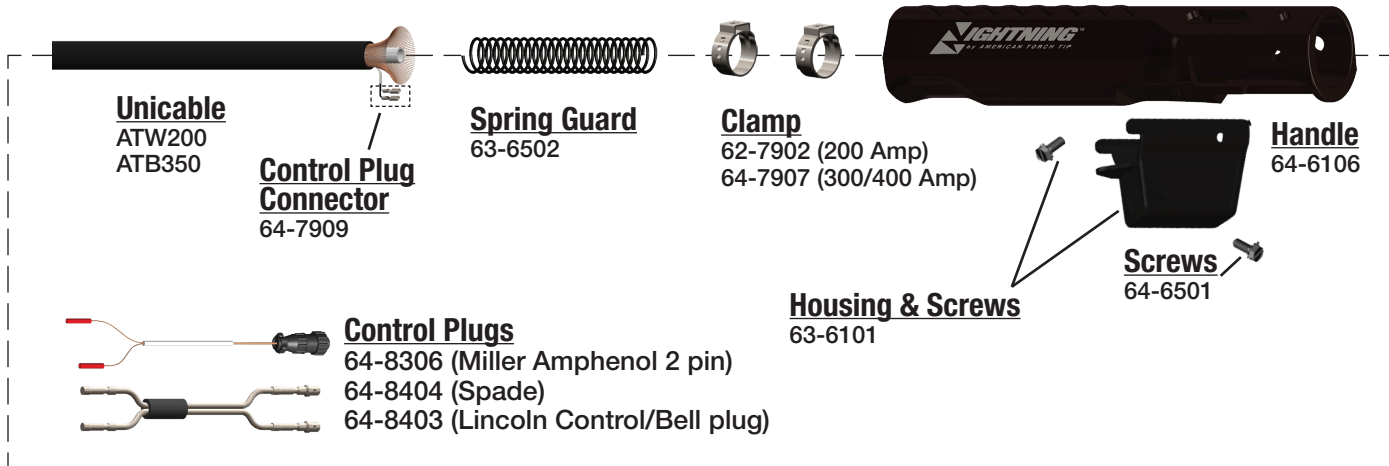 LIGHTNING™
by AMERICAN TORCH TIP
Unicable
ATW200
ATB350
Control Plug
Connector
64-7909
Spring Guard
63-6502
Clamp
62-7902 (200 Amp)
64-7907 (300/400 Amp)
Handle
64-6106
Screws
64-6501
Housing & Screws
63-6101
Control Plugs
64-8306 (Miller Amphenol 2 pin)
64-8404 (Spade)
64-8403 (Lincoln Control/Bell plug)